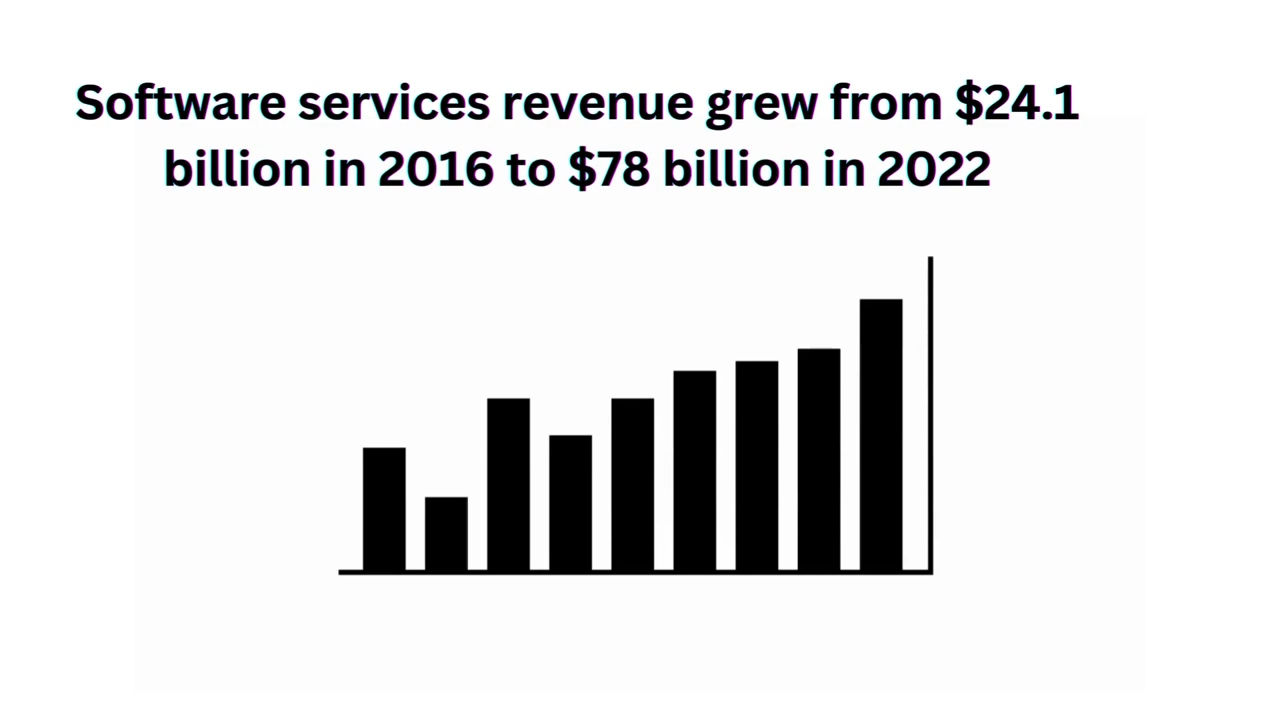 Software services revenue grew from $24.1
billion in 2016 to $78 billion in 2022